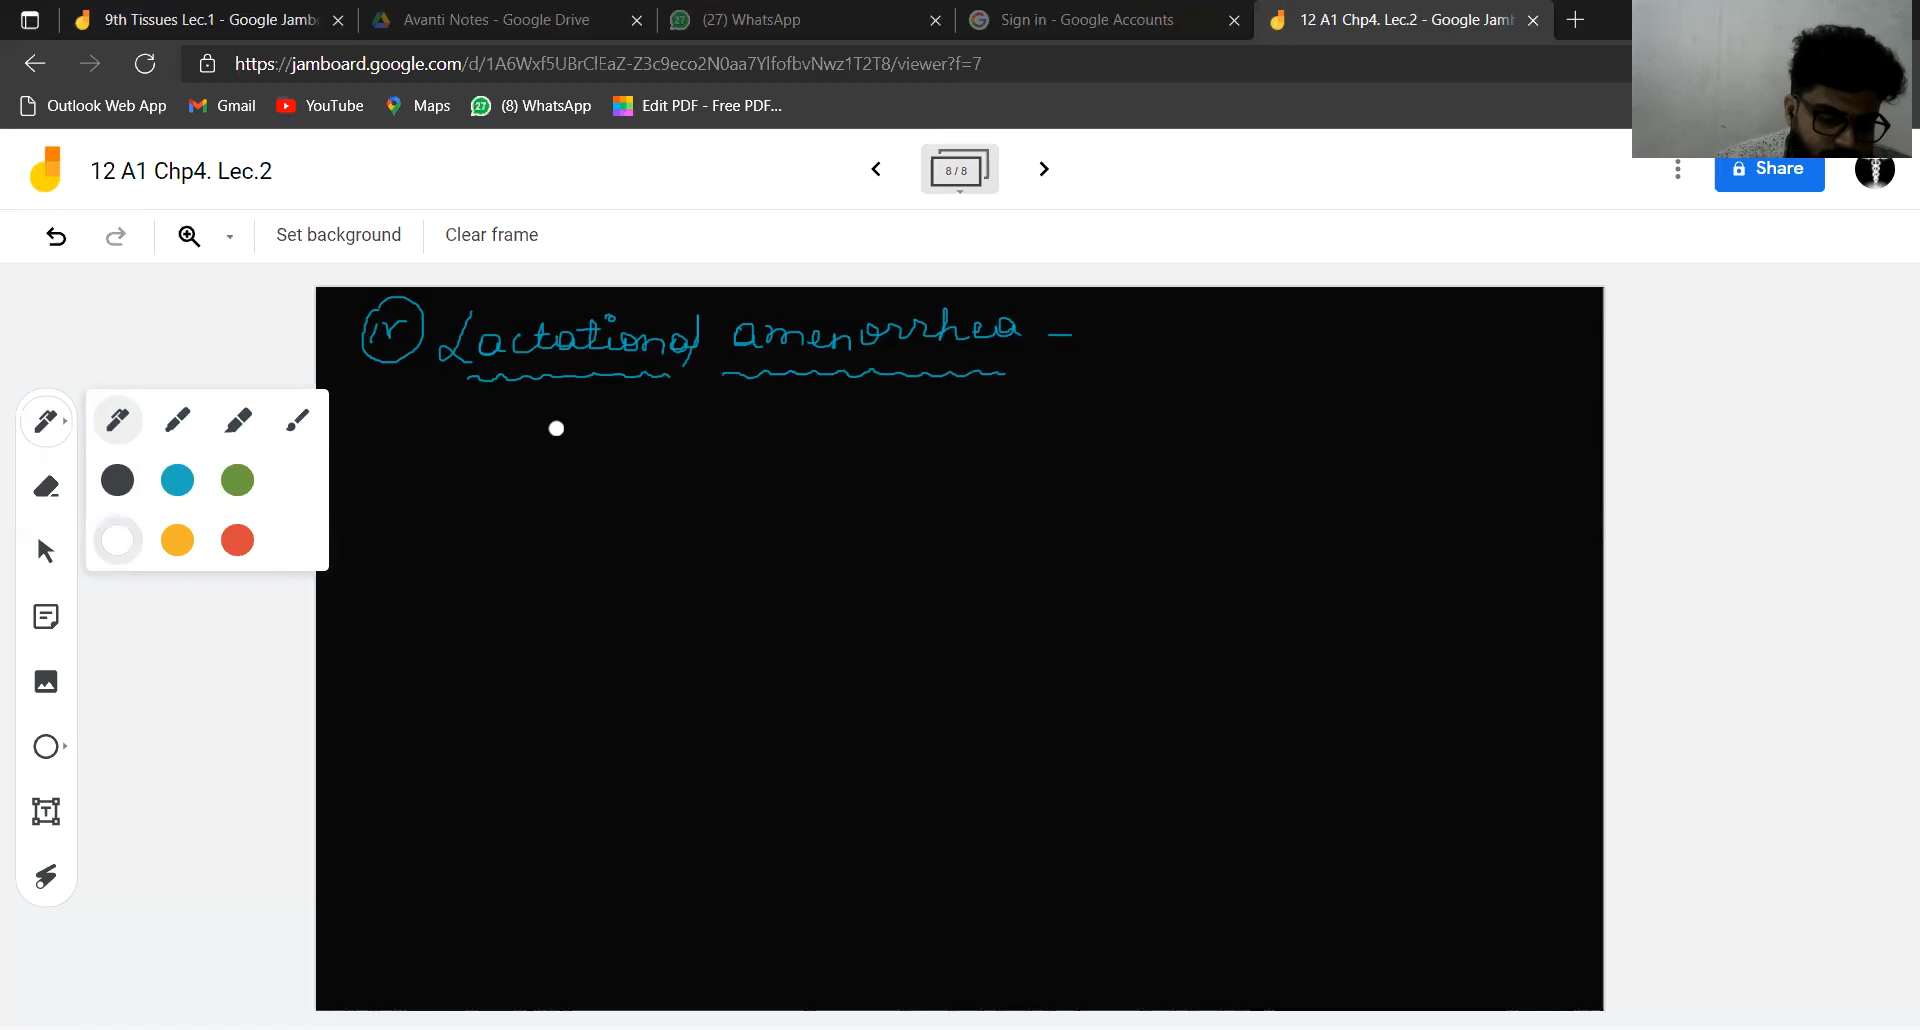 9th Tissues Lec.1 - Google Jambo
Avanti Notes - Google Drive
(27) WhatsApp
Sign in - Google Accounts
12 A1 Chp4. Lec.2 - Google Jamb
https://jamboard.google.com/d/1A6Wxf5UBrClEaZ-Z3c9eco2N0aa7YlfofbvNwz1T2T8/viewer?f=7
Outlook Web App
Gmail
YouTube
Maps
27
(8) WhatsApp
Edit PDF - Free PDF...
12 A1 Chp4. Lec.2
8 / 8
Share
Set background
Clear frame
Lactational amenorrhea –